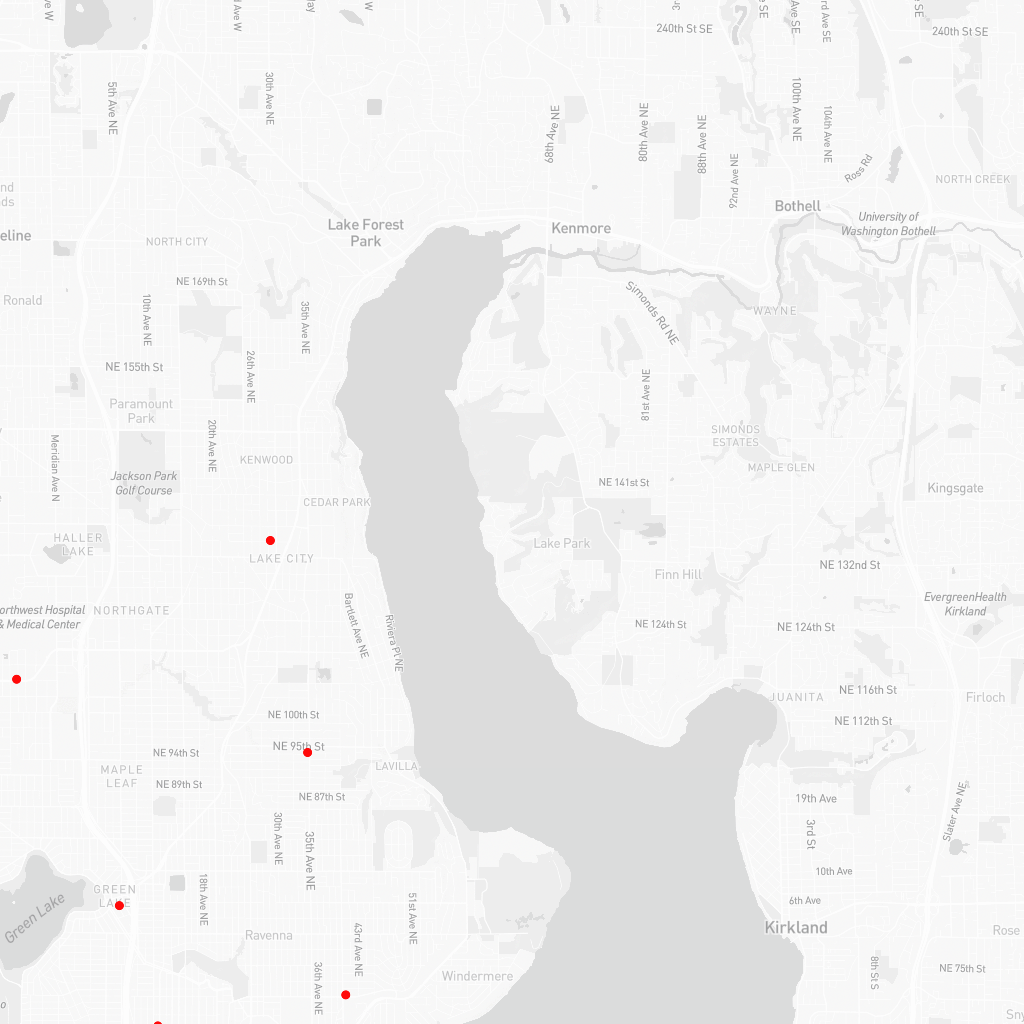 240th St SE
240th St SE
5th Ave NE
30th Ave NE
68th Ave NE
80th Ave NE
88th Ave NE
92nd Ave NE
100th Ave NE
104th Ave NE
Ross Rd
NORTH CREEK
Bothell
University of
Washington Bothell
Lake Forest
Park
Kenmore
NORTH CITY
NE 169th St
Ronald
10th Ave NE
35th Ave NE
Simonds Rd NE
WAYNE
NE 155th St
26th Ave NE
81st Ave NE
Paramount
Park
20th Ave NE
Meridian Ave N
KENWOOD
SIMONDS
ESTATES
MAPLE GLEN
Jackson Park
Golf Course
NE 141st St
Kingsgate
CEDAR PARK
HALLER
LAKE
LAKE CITY
Lake Park
Finn Hill
NE 132nd St
EvergreenHealth
Kirkland
orthwest Hospital
& Medical Center
NORTHGATE
Bartlett Ave NE
Riviera Pl NE
NE 124th St
NE 124th St
NE 116th St
JUANITA
Firloch
NE 112th St
NE 100th St
NE 95th St
NE 94th St
LAVILLA
MAPLE
LEAF
NE 89th St
NE 87th St
19th Ave
3rd St
Slater Ave NE
30th Ave NE
35th Ave NE
10th Ave
GREEN
LAKE
18th Ave NE
51st Ave NE
6th Ave
Green Lake
Kirkland
Ravenna
43rd Ave NE
Rose
36th Ave NE
Windermere
8th St S
NE 75th St